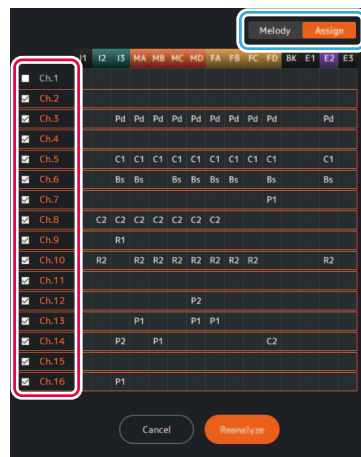 Melody Assign
I1 I2 I3 MA MB MC MD FA FB FC FD BK E1 E2 E3
Ch.1
Ch.2
Ch.3 Pd Pd Pd Pd Pd Pd Pd Pd Pd Pd
Ch.4
Ch.5 C1 C1 C1 C1 C1 C1 C1 C1 C1 C1
Ch.6 Bs Bs Bs Bs Bs Bs Bs Bs
Ch.7 P1
Ch.8 C2 C2 C2 C2 C2 C2 C2
Ch.9 R1
Ch.10 R2 R2 R2 R2 R2 R2 R2 R2 R2
Ch.11
Ch.12 P2
Ch.13 P1 P1 P1
Ch.14 P2 P1 C2
Ch.15
Ch.16 P1
Cancel Reanalyze